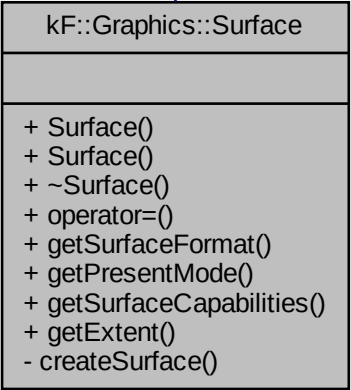 kF::Graphics::Surface
+ Surface()
+ Surface()
+ ~Surface()
+ operator=()
+ getSurfaceFormat()
+ getPresentMode()
+ getSurfaceCapabilities()
+ getExtent()
- createSurface()